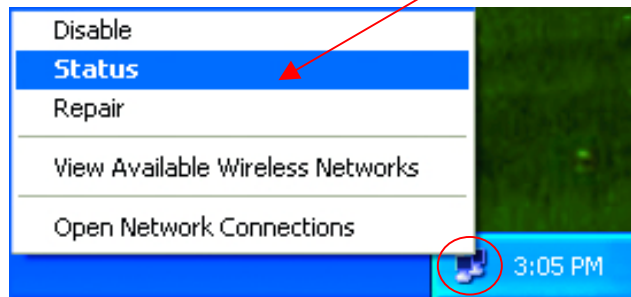 Disable
Status
Repair
View Available Wireless Networks
Open Network Connections
3:05 PM